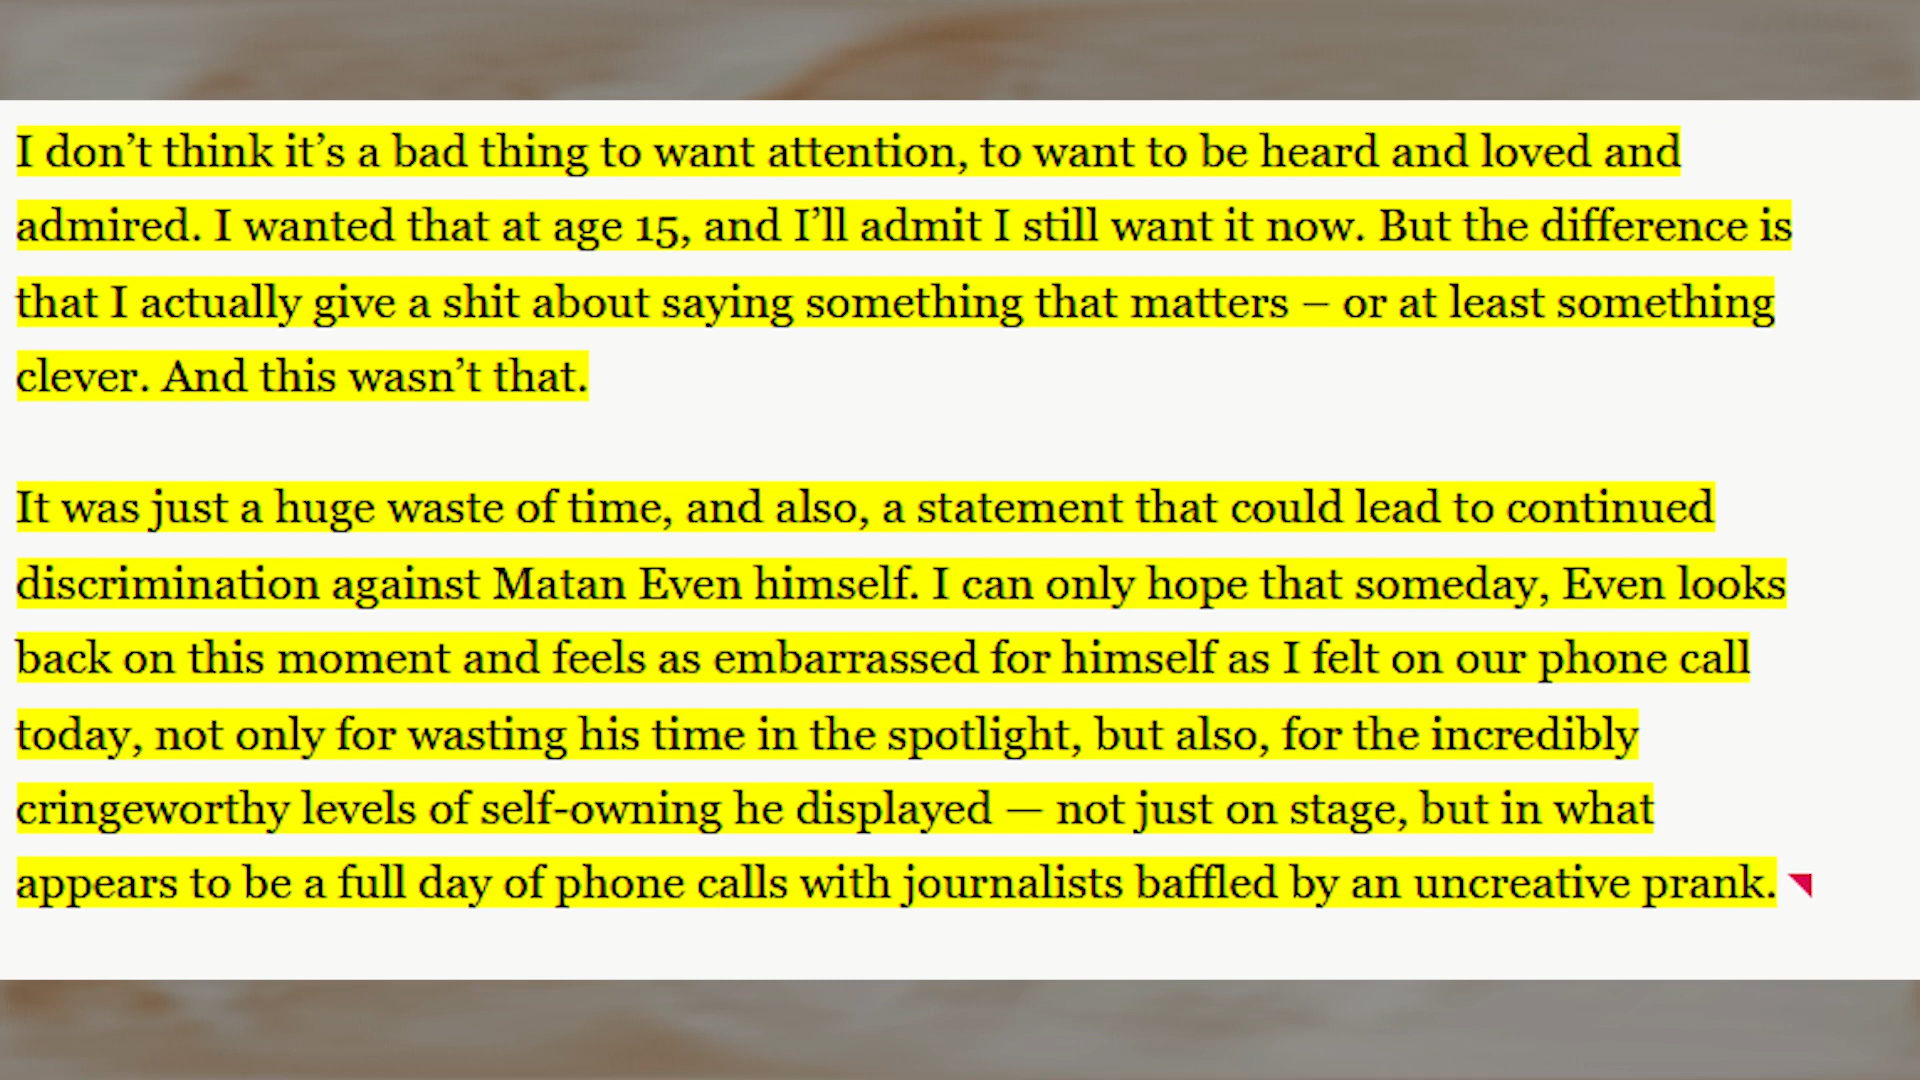 I don’t think it’s a bad thing to want attention, to want to be heard and loved and
admired. I wanted that at age 15, and I’ll admit I still want it now. But the difference is
that I actually give a shit about saying something that matters – or at least something
clever. And this wasn’t that.
It was just a huge waste of time, and also, a statement that could lead to continued
discrimination against Matan Even himself. I can only hope that someday, Even looks
back on this moment and feels as embarrassed for himself as I felt on our phone call
today, not only for wasting his time in the spotlight, but also, for the incredibly
cringeworthy levels of self-owning he displayed — not just on stage, but in what
appears to be a full day of phone calls with journalists baffled by an uncreative prank.